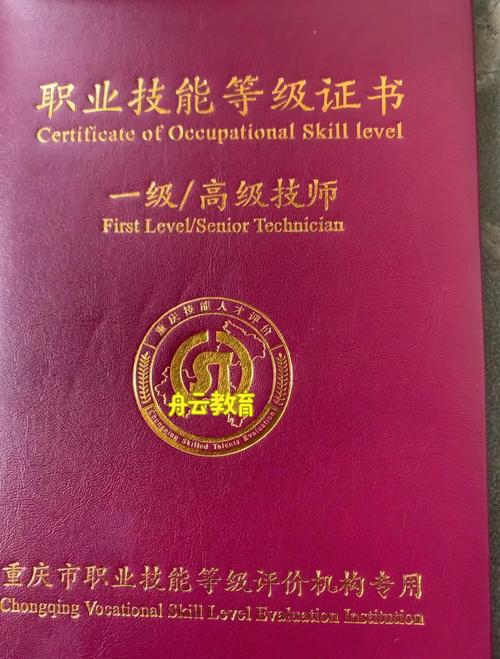 职业技能等级证书
Certificate of Occupational Skill level
一级/高级技师
First Level/Senior Technician
重庆技能人才评价
舟云教育
Chongqing Skilled Talents Evaluation
重庆市职业技能等级评价机构专用
Chongqing Vocational Skill Level Evaluation Institution